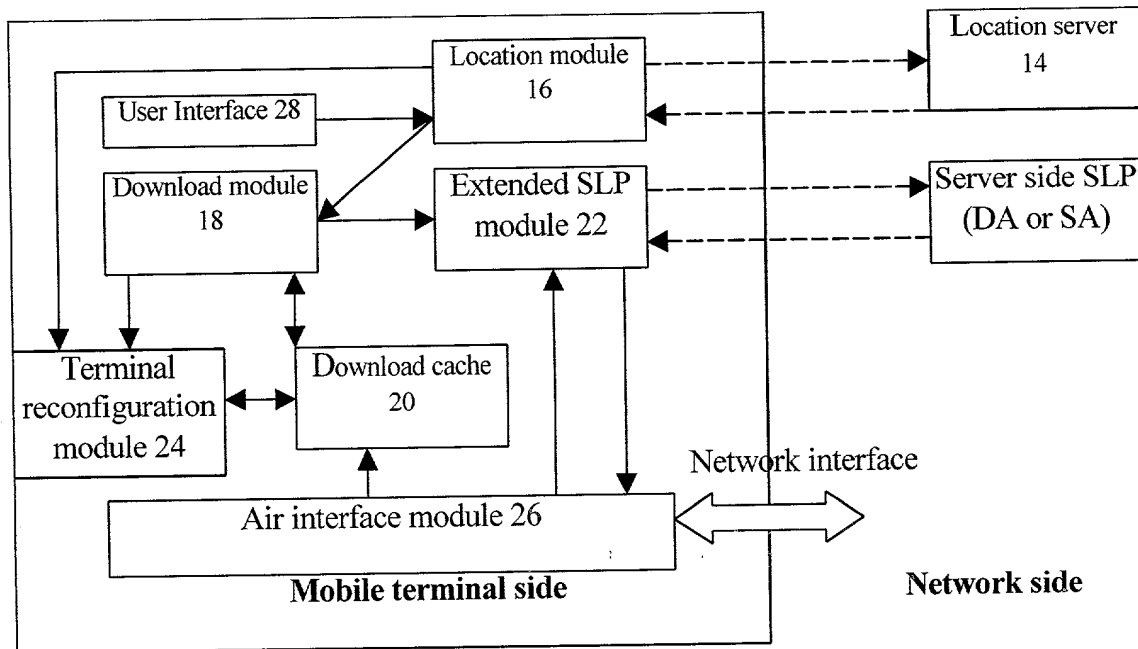 Location module
16
Location server
14
User Interface 28
Download module
18
Extended SLP
module 22
Server side SLP
(DA or SA)
Terminal
reconfiguration
module 24
Download cache
20
Network interface
Air interface module 26
Mobile terminal side
Network side